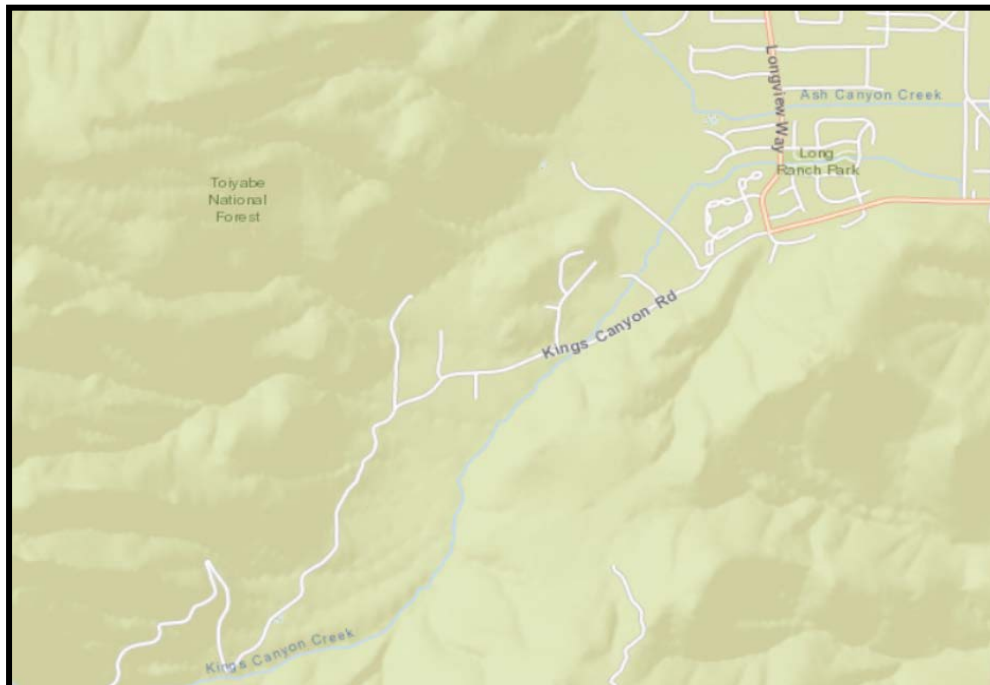 Longview Way
Ash Canyon Creek
Long
Ranch Park
Toiyabe
National
Forest
Kings Canyon Rd
Kings Canyon Creek